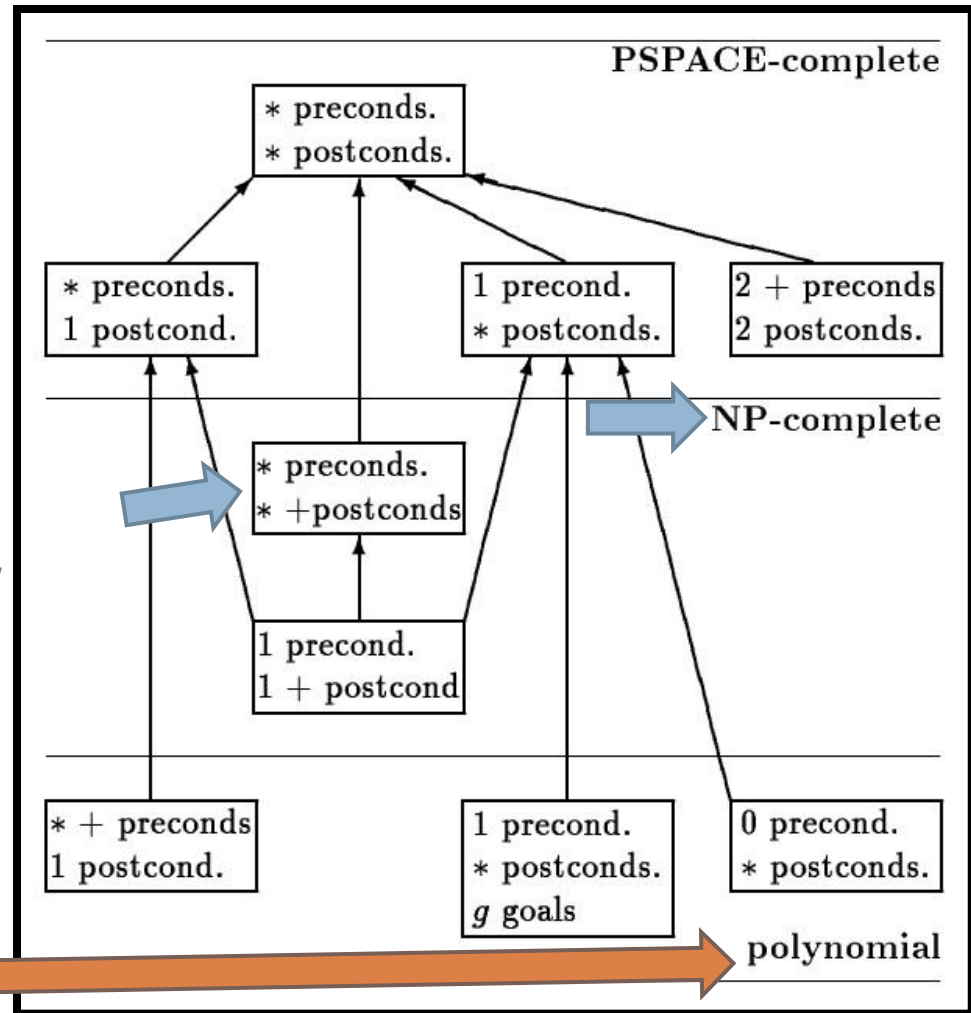 PSPACE-complete
* preconds.
* postconds.
* preconds.
1 postcond.
1 precond.
* postconds.
2 + preconds
2 postconds.
NP-complete
* preconds.
* +postconds
1 precond.
1 + postcond
* + preconds
1 postcond.
1 precond.
* postconds.
g goals
0 precond.
* postconds.
polynomial